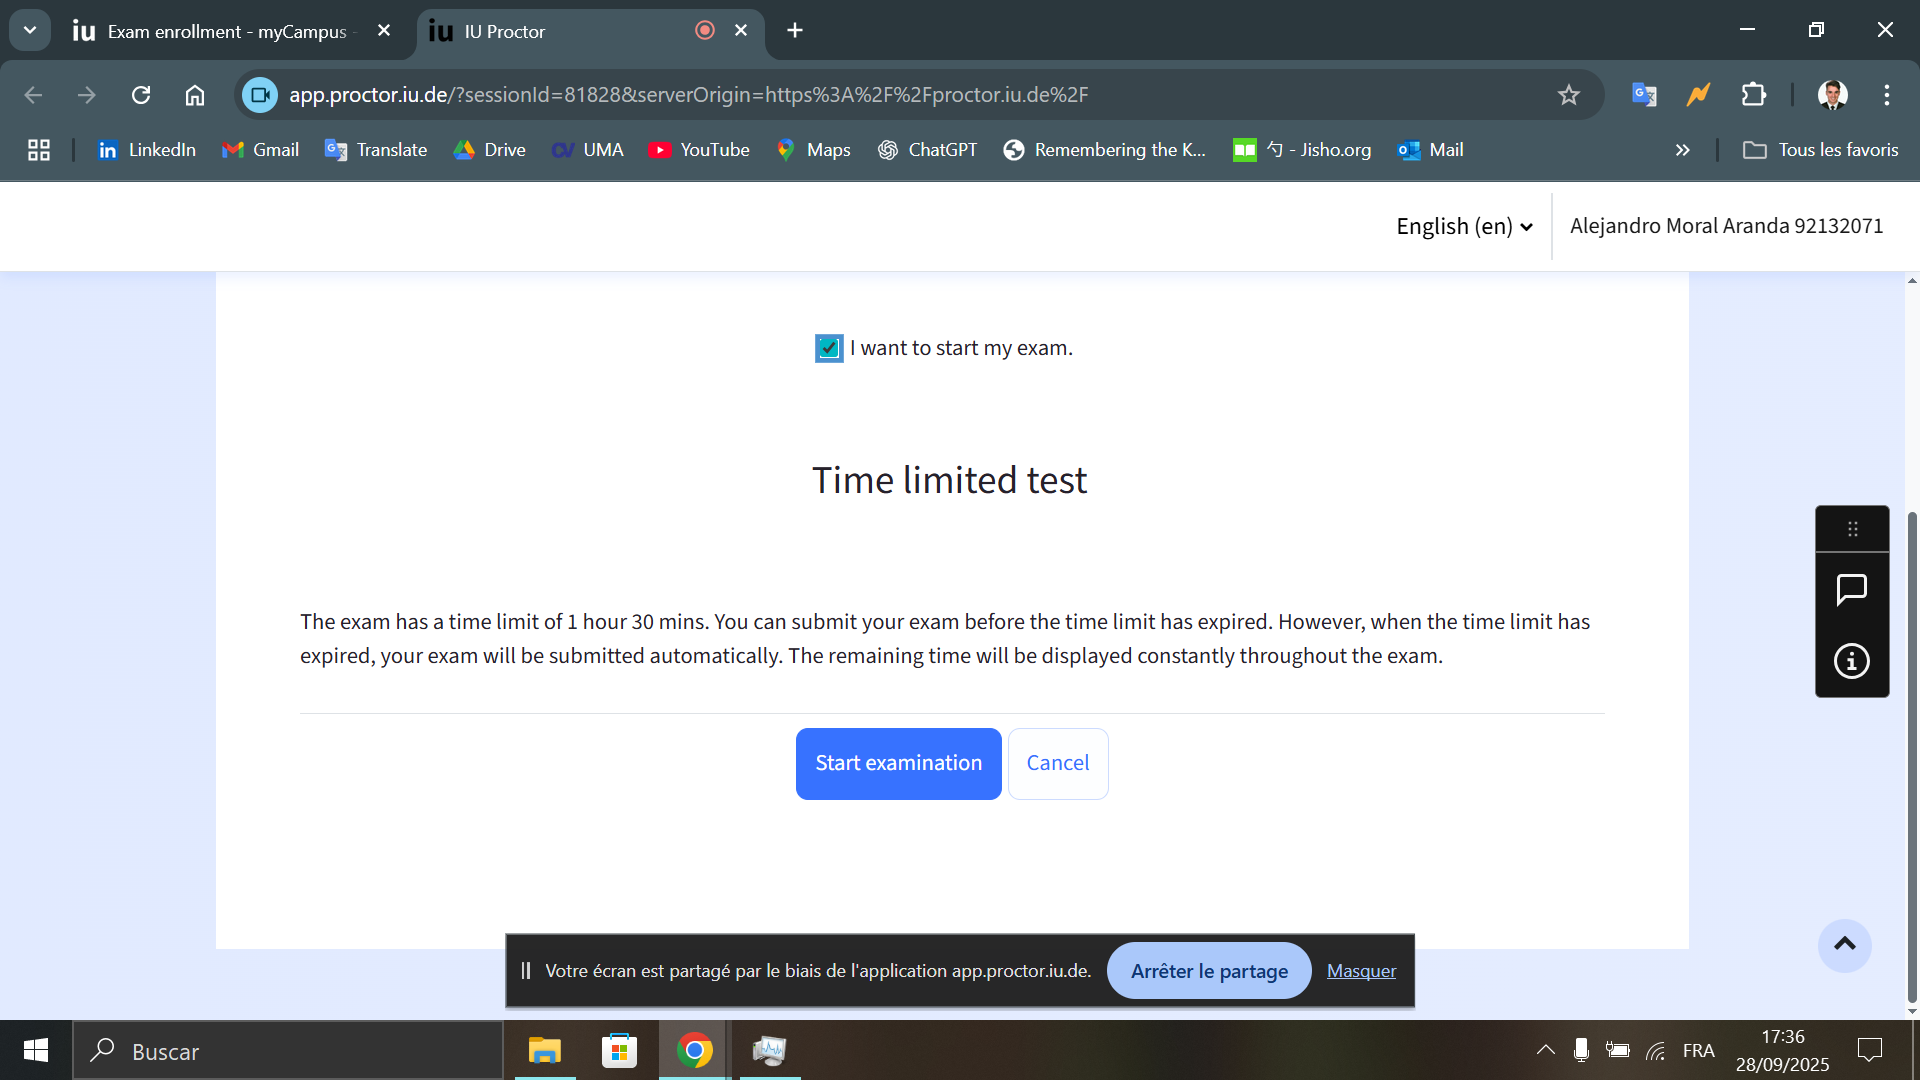 iu Exam enrollment - myCampus -
iu IU Proctor
app.proctor.iu.de/?sessionId=81828&serverOrigin=https%3A%2F%2Fproctor.iu.de%2F
LinkedIn Gmail Translate Drive UMA YouTube Maps ChatGPT Remembering the K... 勺 - Jisho.org Mail » Tous les favoris
English (en) Alejandro Moral Aranda 92132071
I want to start my exam.
Time limited test
The exam has a time limit of 1 hour 30 mins. You can submit your exam before the time limit has expired. However, when the time limit has
expired, your exam will be submitted automatically. The remaining time will be displayed constantly throughout the exam.
Start examination Cancel
Votre écran est partagé par le biais de l'application app.proctor.iu.de. Arrêter le partage Masquer
Buscar
FRA
17:36
28/09/2025